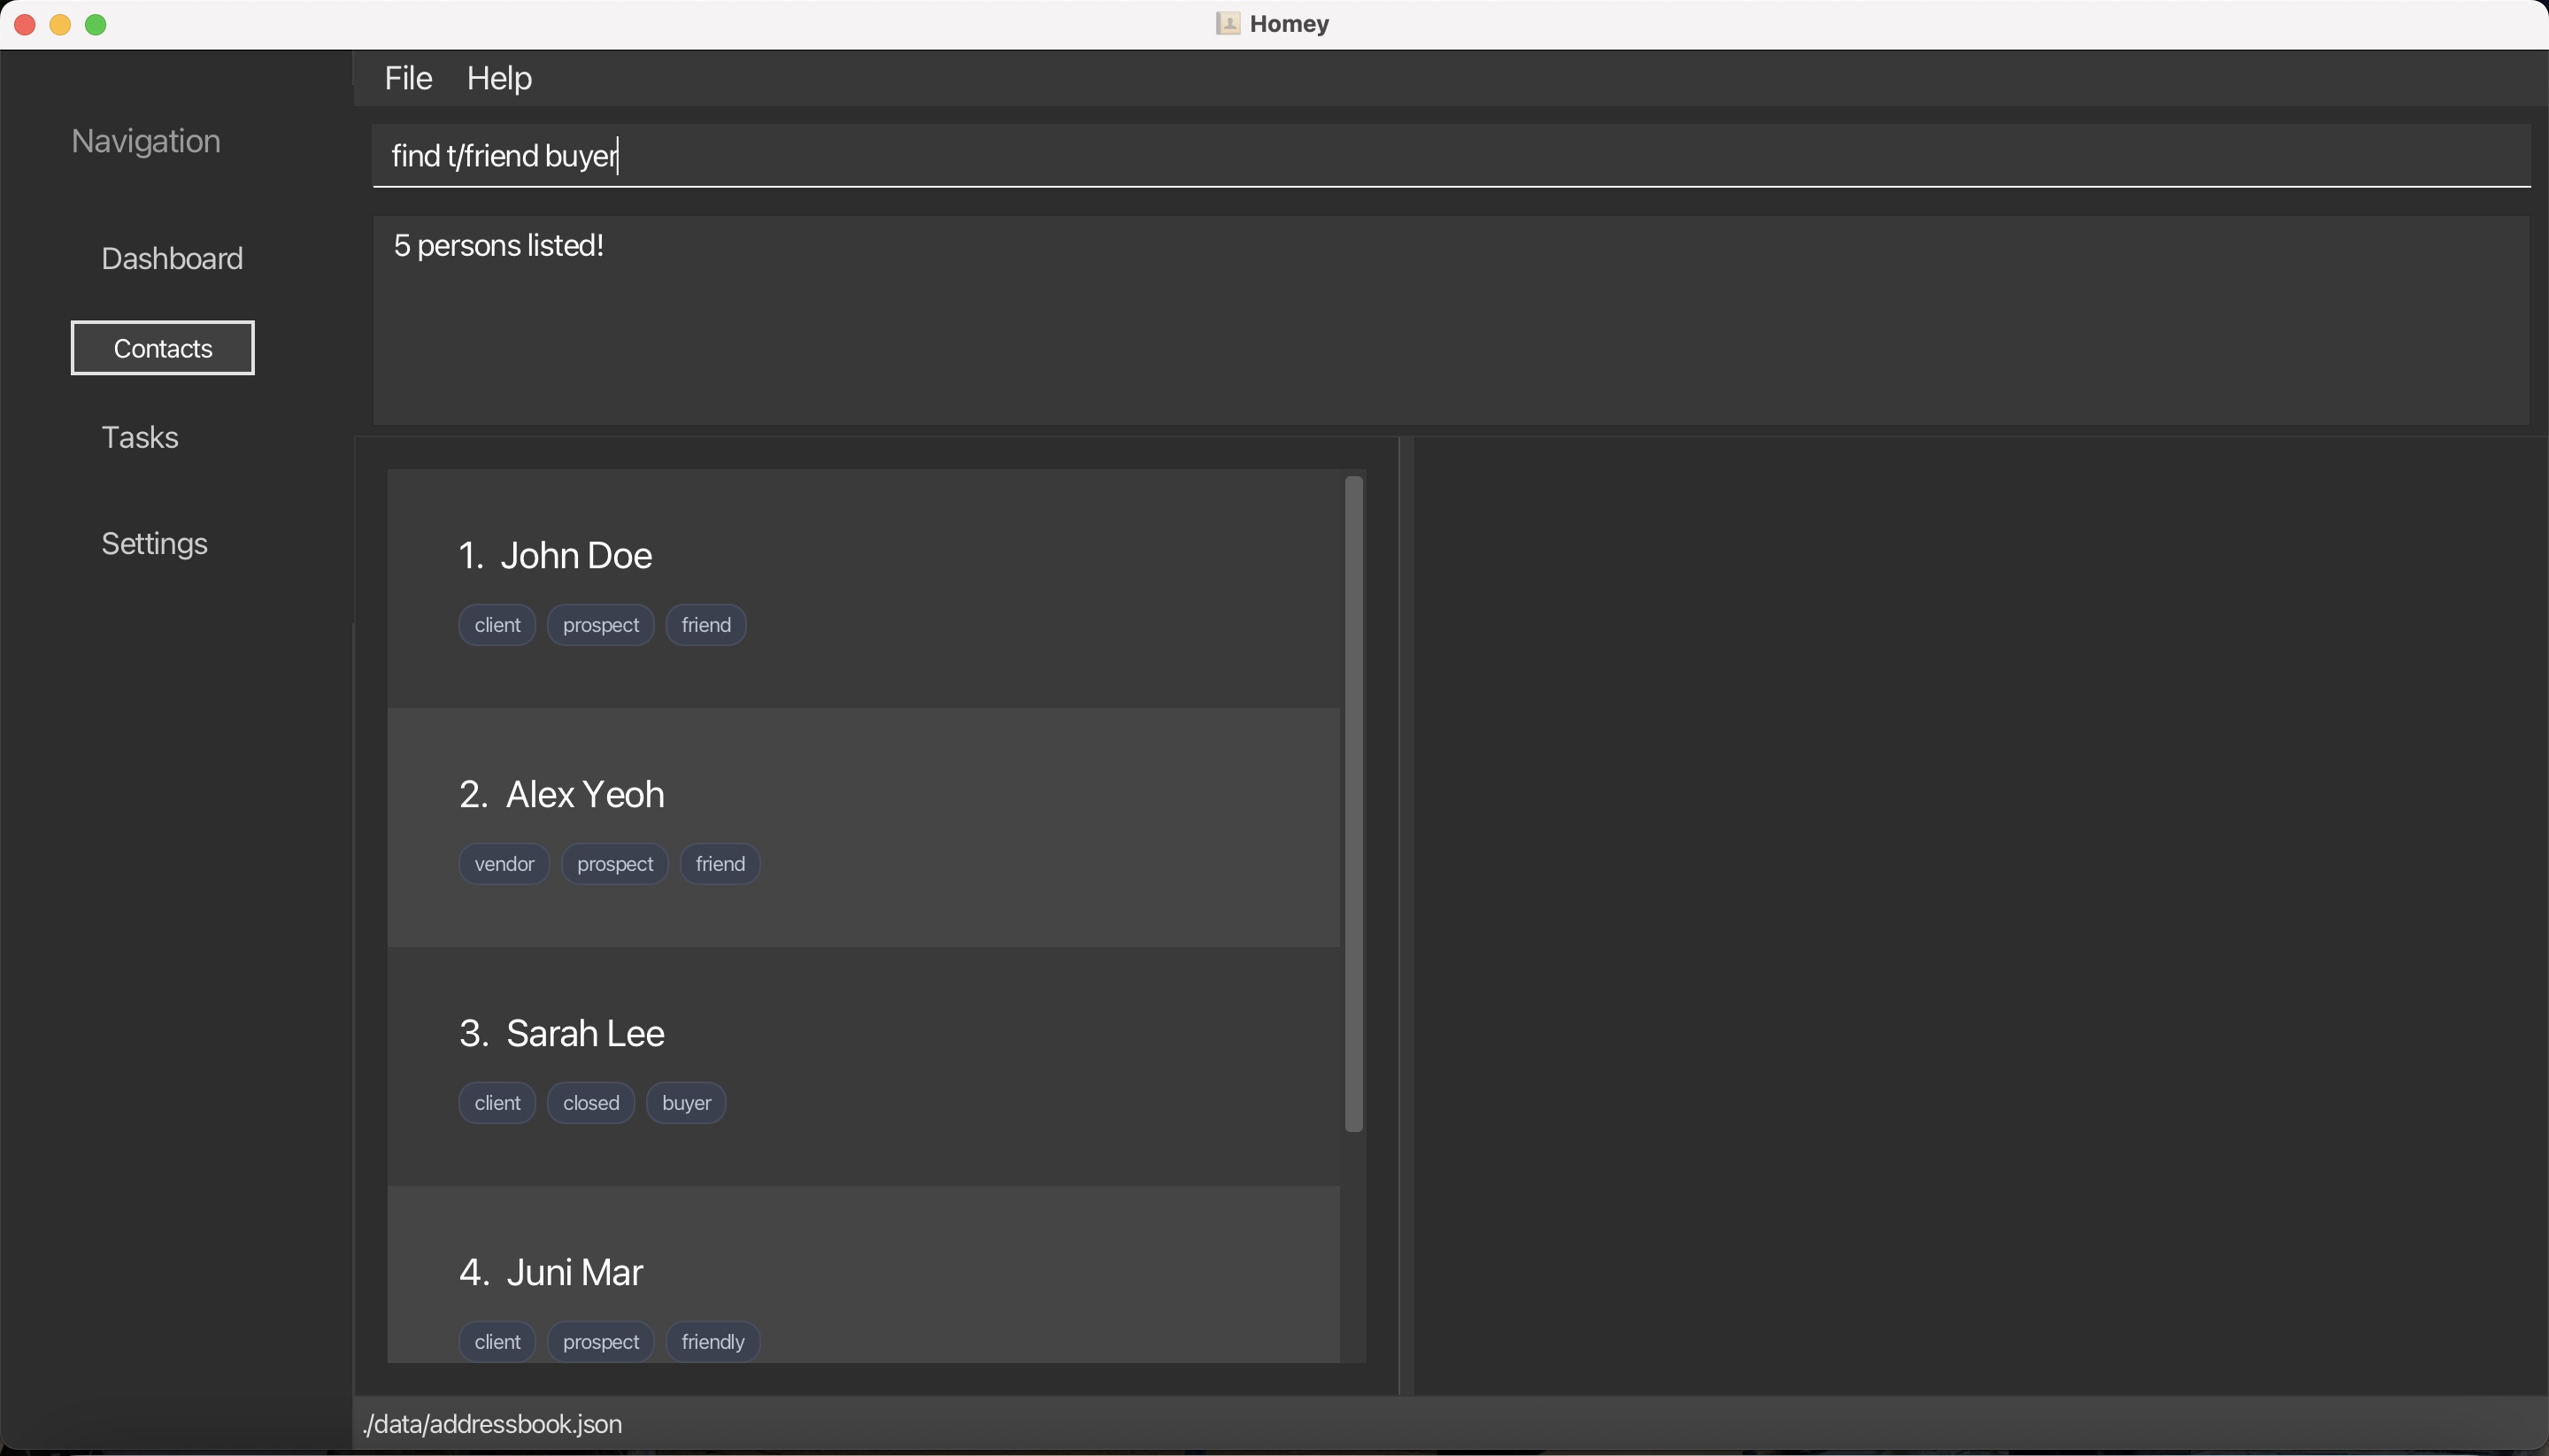 Homey
File Help
Navigation
Dashboard
Contacts
Tasks
Settings
find t/friend buyer
5 persons listed!
1. John Doe
client prospect friend
2. Alex Yeoh
vendor prospect friend
3. Sarah Lee
client closed buyer
4. Juni Mar
client prospect friendly
./data/addressbook.json